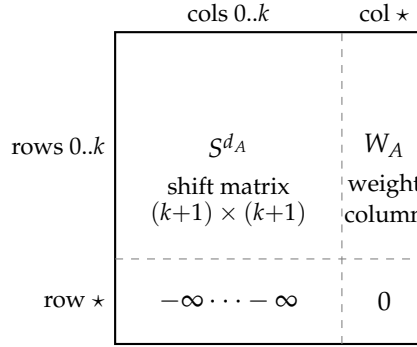 cols 0..k col ⋆
rows 0..k S^{d_A} W_A
shift matrix weight
(k+1) × (k+1) column
row ⋆ −∞ · · · − ∞ 0